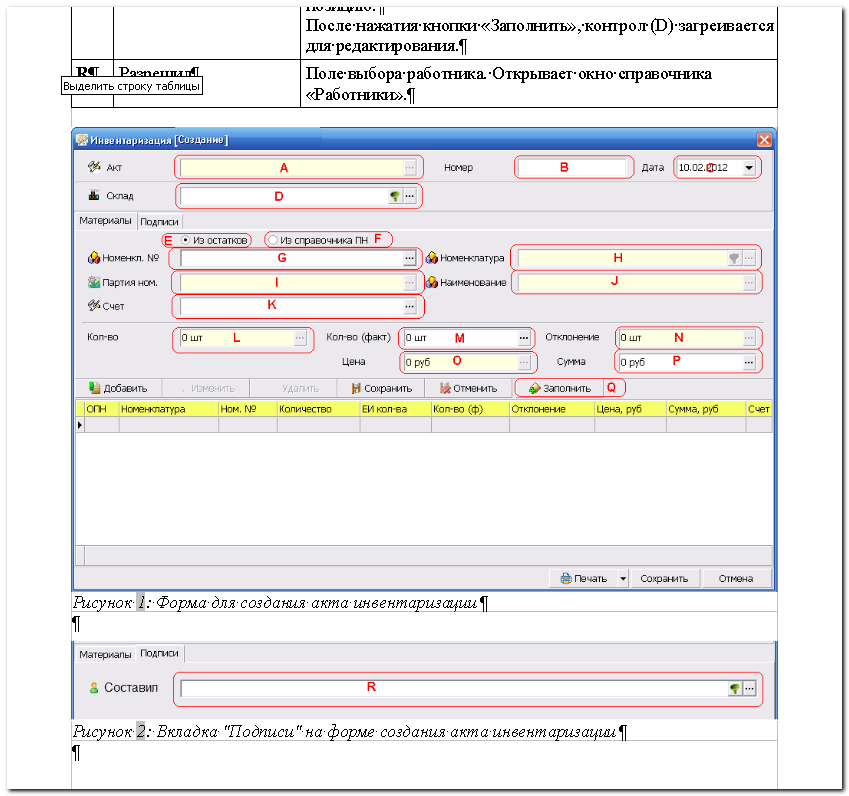 позицию.¶
После·нажатия·кнопки·«Заполнить»,·контрол·(D)·загреивается
для·редактирования.¶
R¶ Разрешил¶ Поле·выбора·работника.·Открывает·окно·справочника
«Работники».¶
Выделить строку таблицы
Инвентаризация [Создание]
Акт A ... Номер B Дата 10.02.2012 C
Склад D ...
Материалы Подписи
E Из остатков Из справочника ПН F
Номенкл. № G ... Номенклатура H ...
Партия ном. I ... Наименование J ...
Счет K ...
Кол-во 0 шт L ... Кол-во (факт) 0 шт M ... Отклонение 0 шт N ...
Цена 0 руб O ... Сумма 0 руб P ...
Добавить Изменить Удалить Сохранить Отменить Заполнить Q
ОПН Номенклатура Ном. № Количество ЕИ кол-ва Кол-во (ф) Отклонение Цена, руб Сумма, руб Счет
Печать Сохранить Отмена
Рисунок·1:·Форма·для·создания·акта·инвентаризации¶
¶
Материалы Подписи
Составил R ...
Рисунок·2:·Вкладка·"Подписи"·на·форме·создания·акта·инвентаризации¶
¶